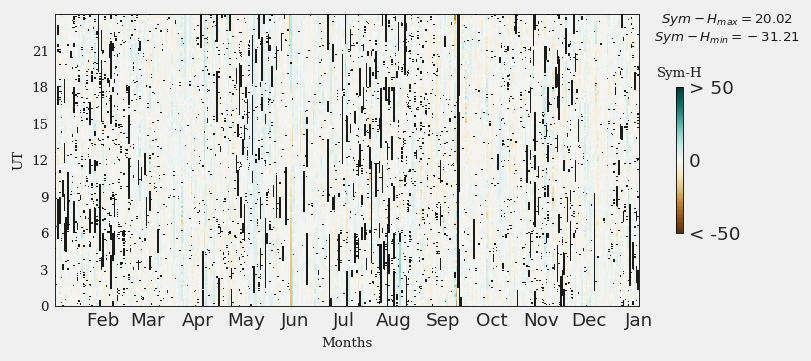 Sym − H_max = 20.02
Sym − H_min = − 31.21
Sym-H
> 50
0
< -50
UT
21
18
15
12
9
6
3
0
Feb Mar Apr May Jun Jul Aug Sep Oct Nov Dec Jan
Months